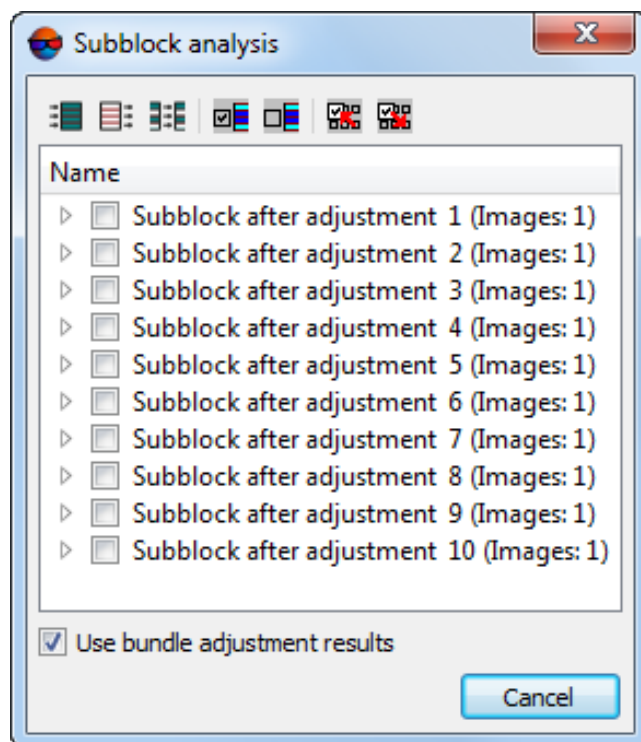 Subblock analysis
Name
Subblock after adjustment 1 (Images: 1)
Subblock after adjustment 2 (Images: 1)
Subblock after adjustment 3 (Images: 1)
Subblock after adjustment 4 (Images: 1)
Subblock after adjustment 5 (Images: 1)
Subblock after adjustment 6 (Images: 1)
Subblock after adjustment 7 (Images: 1)
Subblock after adjustment 8 (Images: 1)
Subblock after adjustment 9 (Images: 1)
Subblock after adjustment 10 (Images: 1)
Use bundle adjustment results
Cancel